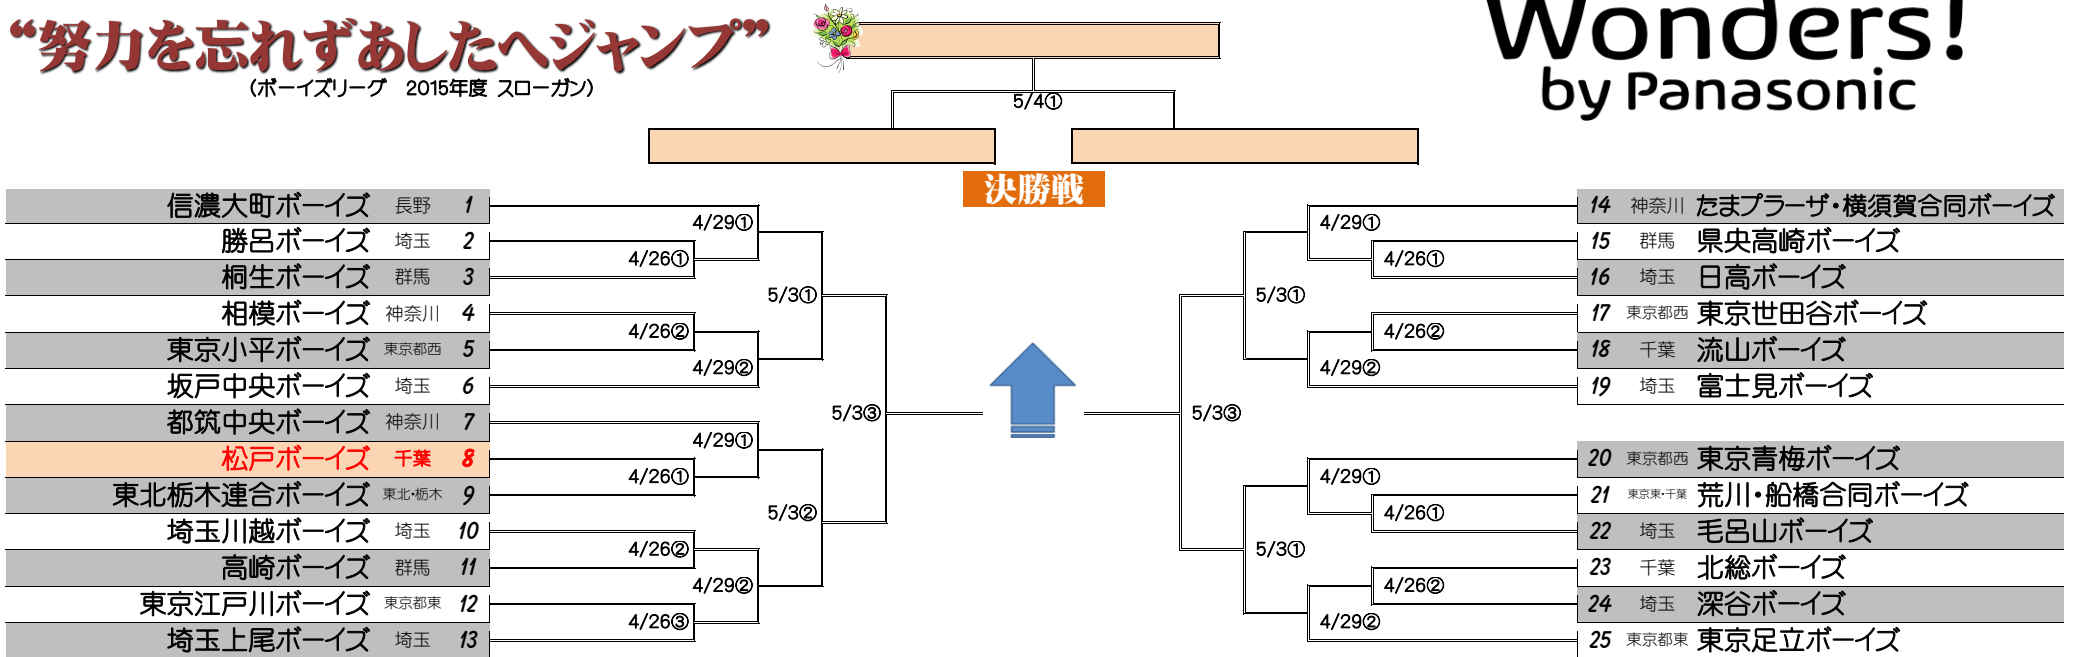 “努力を忘れずあしたへジャンプ”
(ボーイズリーグ 2015年度 スローガン)
Wonders!
by Panasonic
5/4①
決勝戦
信濃大町ボーイズ 長野 1
勝呂ボーイズ 埼玉 2
桐生ボーイズ 群馬 3
相模ボーイズ 神奈川 4
東京小平ボーイズ 東京都西 5
坂戸中央ボーイズ 埼玉 6
都筑中央ボーイズ 神奈川 7
松戸ボーイズ 千葉 8
東北栃木連合ボーイズ 東北・栃木 9
埼玉川越ボーイズ 埼玉 10
高崎ボーイズ 群馬 11
東京江戸川ボーイズ 東京都東 12
埼玉上尾ボーイズ 埼玉 13
4/29①
4/26①
5/3①
4/26②
4/29②
5/3③
4/29①
4/26①
5/3②
4/26②
4/29②
4/26③
4/29①
4/26①
5/3①
4/26②
4/29②
5/3③
4/29①
4/26①
5/3①
4/26②
4/29②
14 神奈川 たまプラーザ・横須賀合同ボーイズ
15 群馬 県央高崎ボーイズ
16 埼玉 日高ボーイズ
17 東京都西 東京世田谷ボーイズ
18 千葉 流山ボーイズ
19 埼玉 富士見ボーイズ
20 東京都西 東京青梅ボーイズ
21 東京東・千葉 荒川・船橋合同ボーイズ
22 埼玉 毛呂山ボーイズ
23 千葉 北総ボーイズ
24 埼玉 深谷ボーイズ
25 東京都東 東京足立ボーイズ